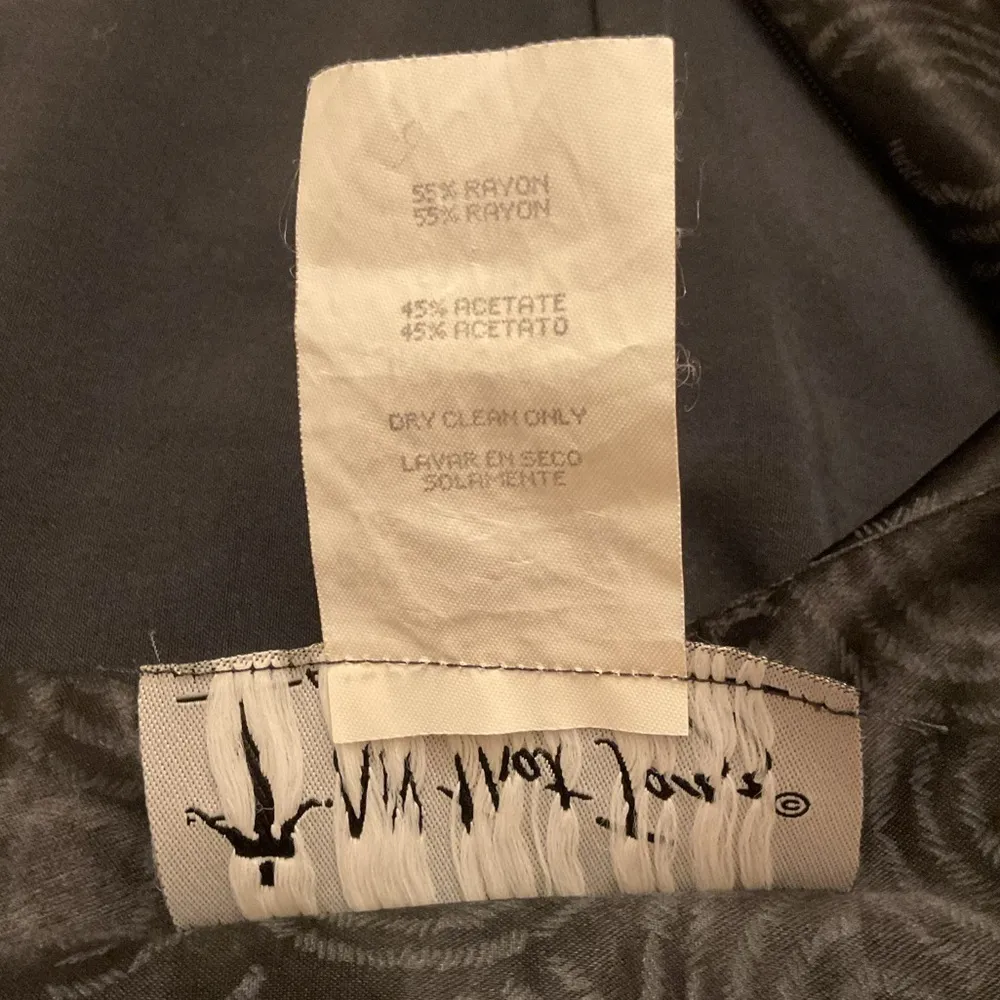 55% RAYON
55% RAYON
45% ACETATE
45% ACETATO
DRY CLEAN ONLY
LAVAR EN SECO
SOLAMENTE
©